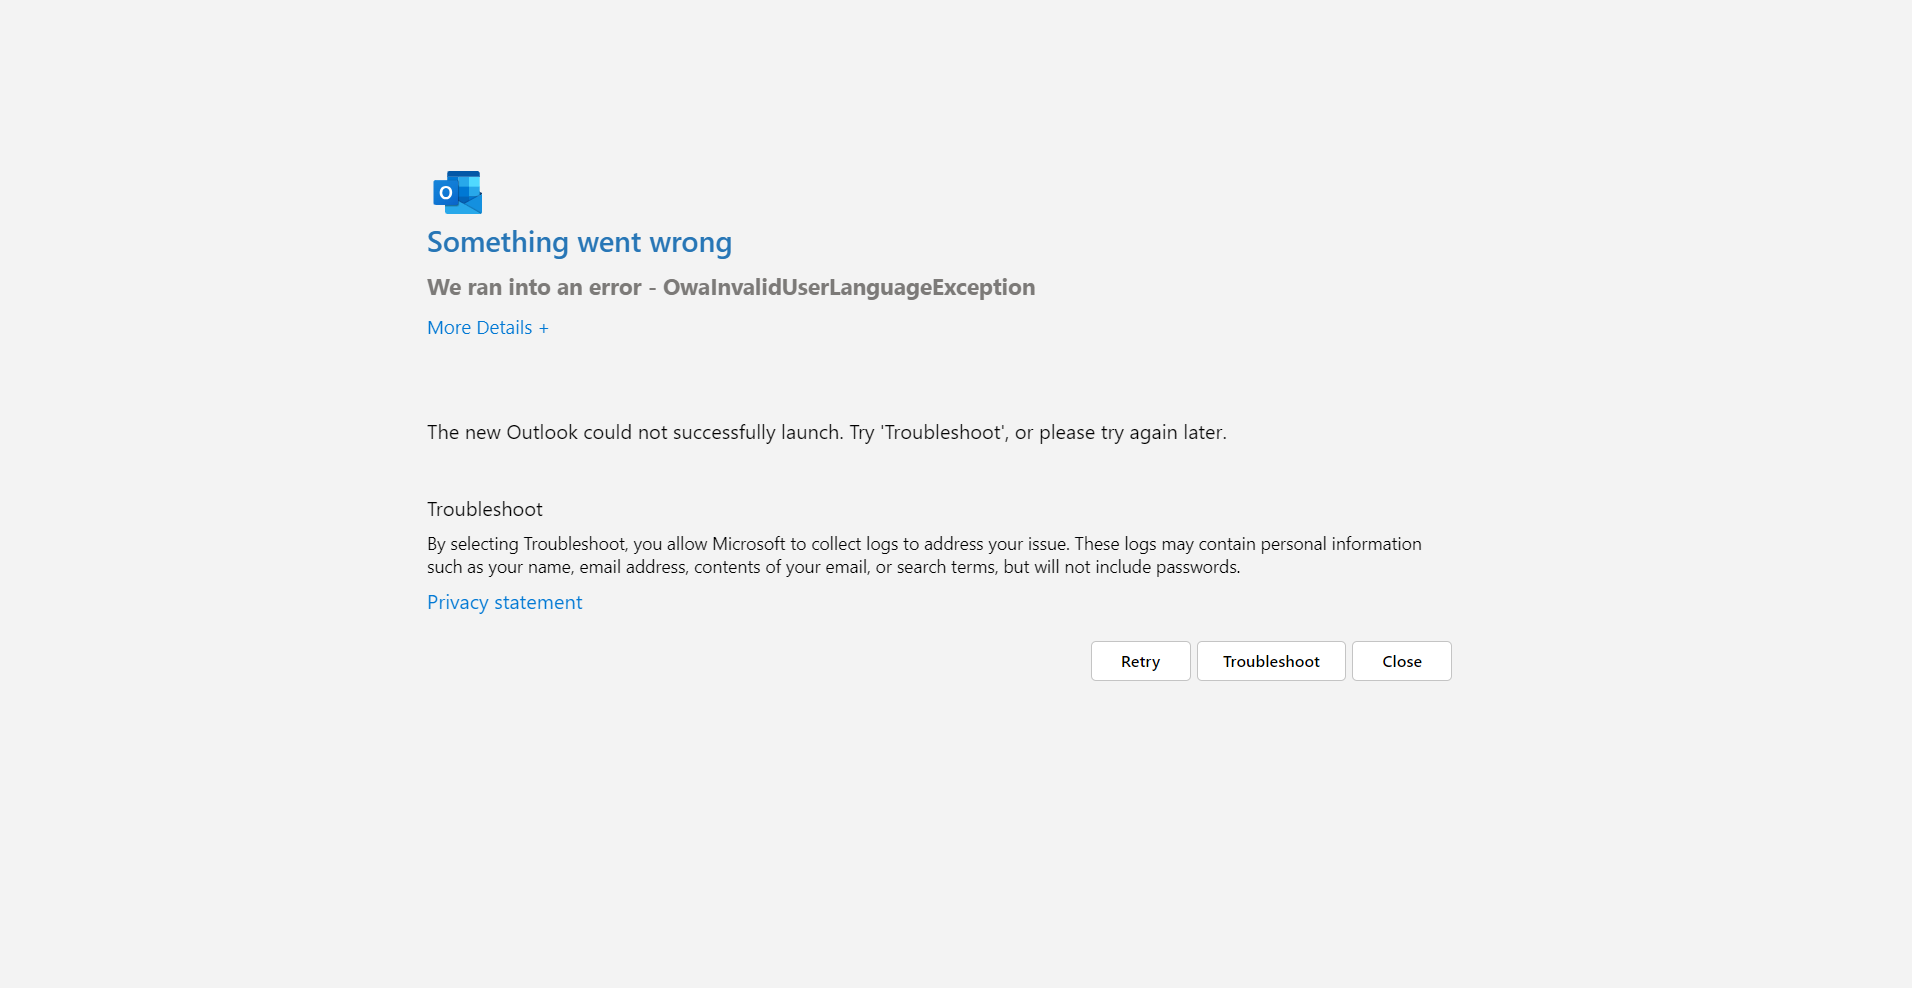 O
Something went wrong
We ran into an error - OwaInvalidUserLanguageException
More Details +
The new Outlook could not successfully launch. Try 'Troubleshoot', or please try again later.
Troubleshoot
By selecting Troubleshoot, you allow Microsoft to collect logs to address your issue. These logs may contain personal information
such as your name, email address, contents of your email, or search terms, but will not include passwords.
Privacy statement
Retry Troubleshoot Close